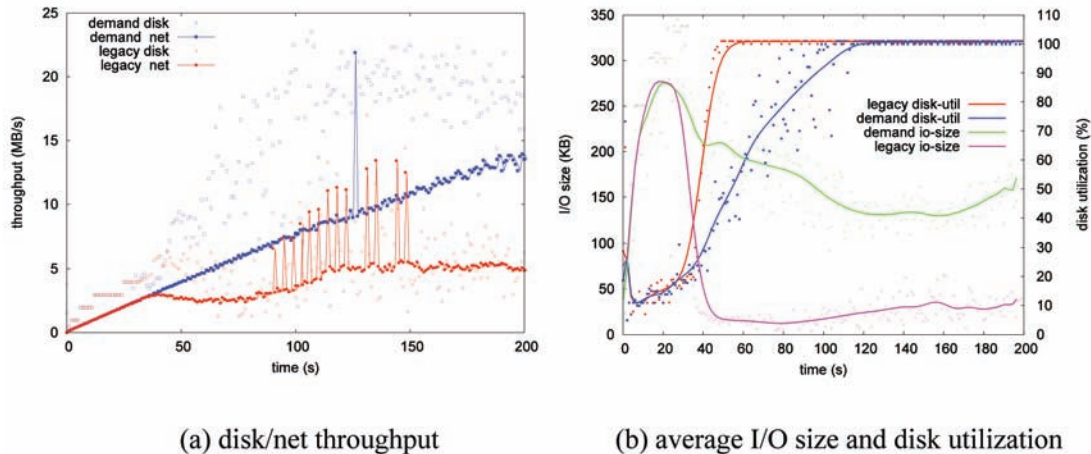 demand disk
demand net
legacy disk
legacy net
25
20
15
10
5
0
throughput (MB/s)
0 50 100 150 200
time (s)
(a) disk/net throughput
350
300
250
200
150
100
50
0
I/O size (KB)
legacy disk-util
demand disk-util
demand io-size
legacy io-size
110
100
90
80
70
60
50
40
30
20
10
0
disk utilization (%)
0 20 40 60 80 100 120 140 160 180 200
time (s)
(b) average I/O size and disk utilization